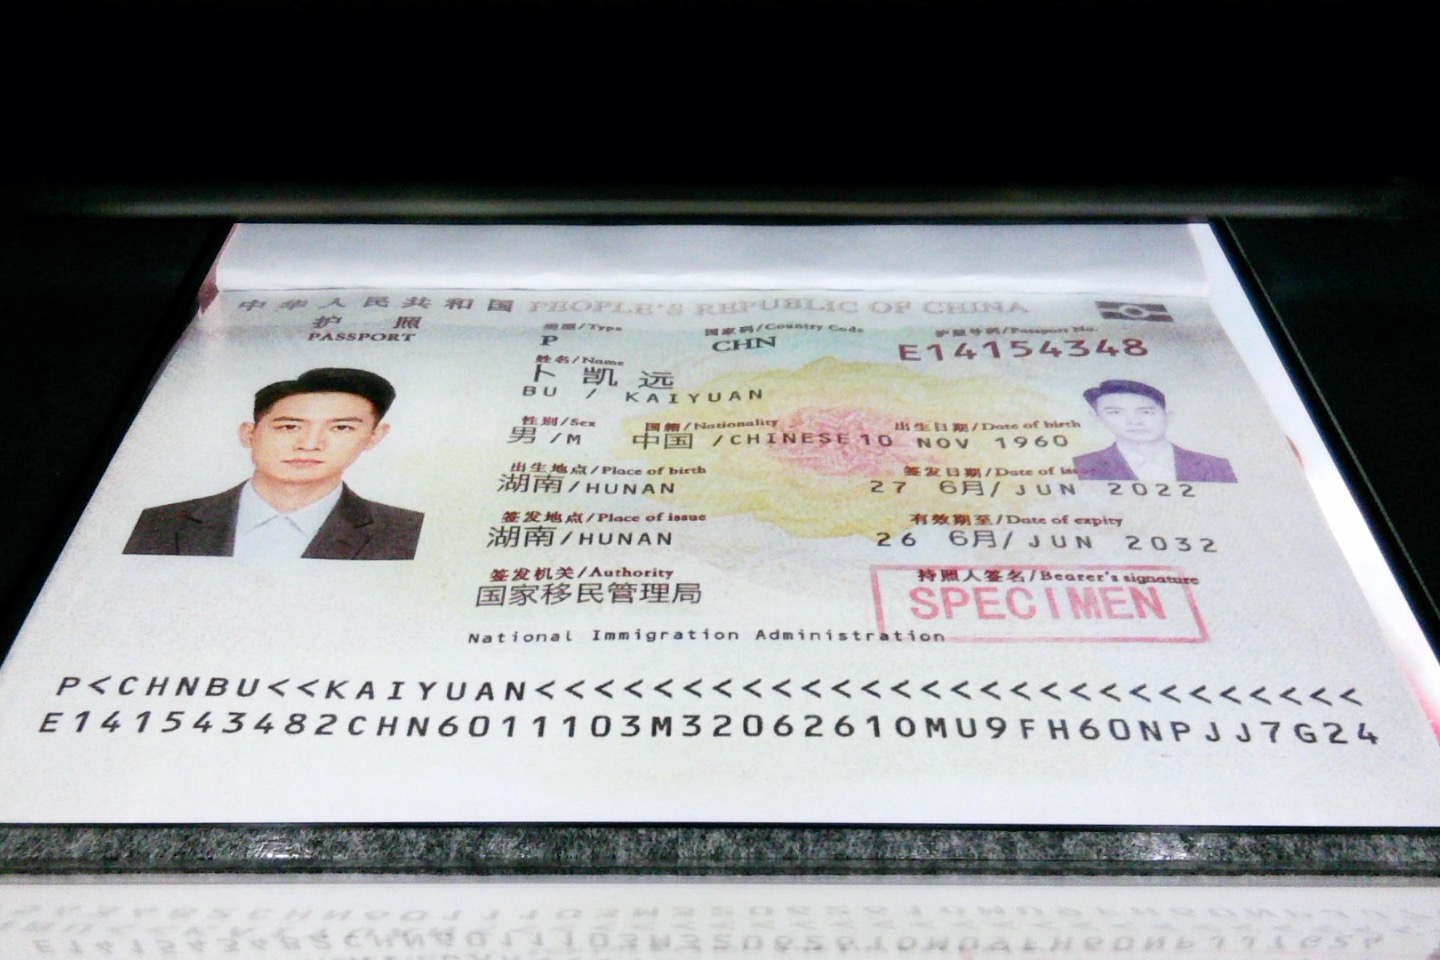 中华人民共和国 PEOPLE'S REPUBLIC OF CHINA
护照
PASSPORT
类型/Type
P
国家码/Country Code
CHN
护照号码/Passport No.
E14154348
姓名/Name
卜凯远
BU / KAIYUAN
性别/Sex
男/M
国籍/Nationality
中国/CHINESE
出生日期/Date of birth
10 NOV 1960
出生地点/Place of birth
湖南/HUNAN
签发日期/Date of issue
27 6月/JUN 2022
签发地点/Place of issue
湖南/HUNAN
有效期至/Date of expiry
26 6月/JUN 2032
签发机关/Authority
国家移民管理局
National Immigration Administration
持照人签名/Bearer's signature
SPECIMEN
P<CHNBU<<KAIYUAN<<<<<<<<<<<<<<<<<<<<<<<<<<<<
E141543482CHN6011103M3206261OMU9FH60NPJJ7G24